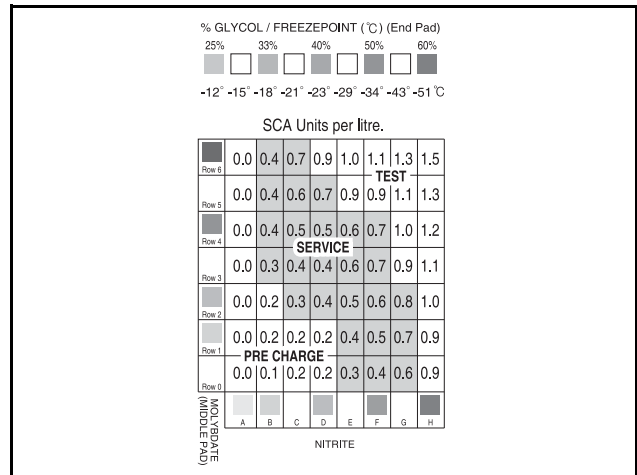 % GLYCOL / FREEZEPOINT (°C) (End Pad)
25% 33% 40% 50% 60%
-12° -15° -18° -21° -23° -29° -34° -43° -51 °C
SCA Units per litre.
Row 6 0.0 0.4 0.7 0.9 1.0 1.1 1.3 1.5
TEST
Row 5 0.0 0.4 0.6 0.7 0.9 0.9 1.1 1.3
Row 4 0.0 0.4 0.5 0.5 0.6 0.7 1.0 1.2
SERVICE
Row 3 0.0 0.3 0.4 0.4 0.6 0.7 0.9 1.1
Row 2 0.0 0.2 0.3 0.4 0.5 0.6 0.8 1.0
Row 1 0.0 0.2 0.2 0.2 0.4 0.5 0.7 0.9
PRE CHARGE
Row 0 0.0 0.1 0.2 0.2 0.3 0.4 0.6 0.9
MOLYBDATE
(MIDDLE PAD)
A B C D E F G H
NITRITE